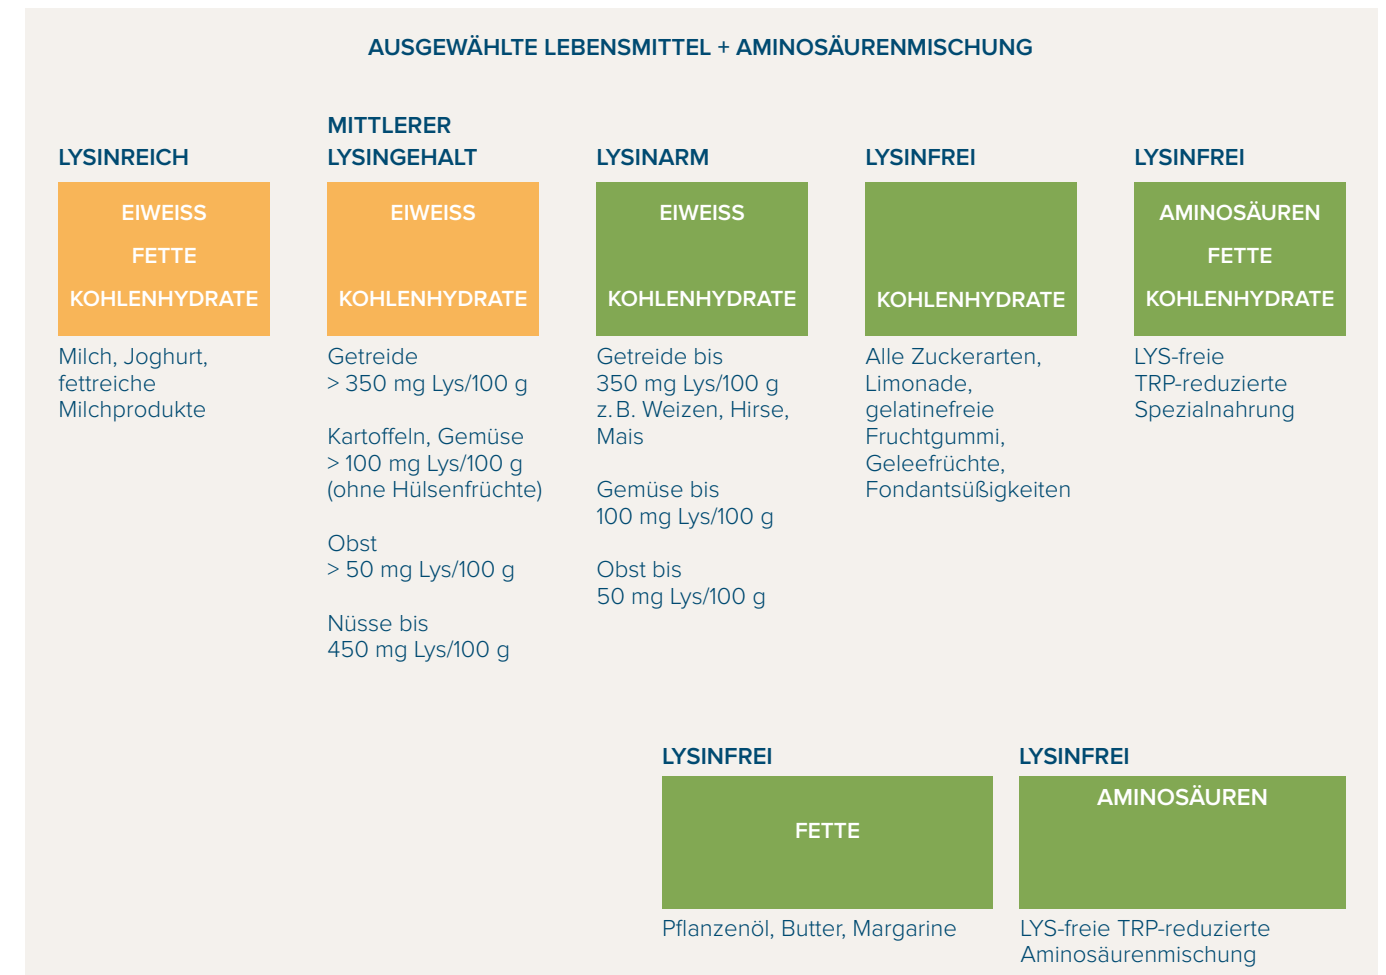 AUSGEWÄHLTE LEBENSMITTEL + AMINOSÄURENMISCHUNG
LYSINREICH
EIWEISS
FETTE
KOHLENHYDRATE
Milch, Joghurt,
fettreiche
Milchprodukte
MITTLERER
LYSINGEHALT
EIWEISS
KOHLENHYDRATE
Getreide
> 350 mg Lys/100 g
Kartoffeln, Gemüse
> 100 mg Lys/100 g
(ohne Hülsenfrüchte)
Obst
> 50 mg Lys/100 g
Nüsse bis
450 mg Lys/100 g
LYSINARM
EIWEISS
KOHLENHYDRATE
Getreide bis
350 mg Lys/100 g
z. B. Weizen, Hirse,
Mais
Gemüse bis
100 mg Lys/100 g
Obst bis
50 mg Lys/100 g
LYSINFREI
KOHLENHYDRATE
Alle Zuckerarten,
Limonade,
gelatinefreie
Fruchtgummi,
Geleefrüchte,
Fondantsüßigkeiten
LYSINFREI
AMINOSÄUREN
FETTE
KOHLENHYDRATE
LYS-freie
TRP-reduzierte
Spezialnahrung
LYSINFREI
FETTE
Pflanzenöl, Butter, Margarine
LYSINFREI
AMINOSÄUREN
LYS-freie TRP-reduzierte
Aminosäurenmischung